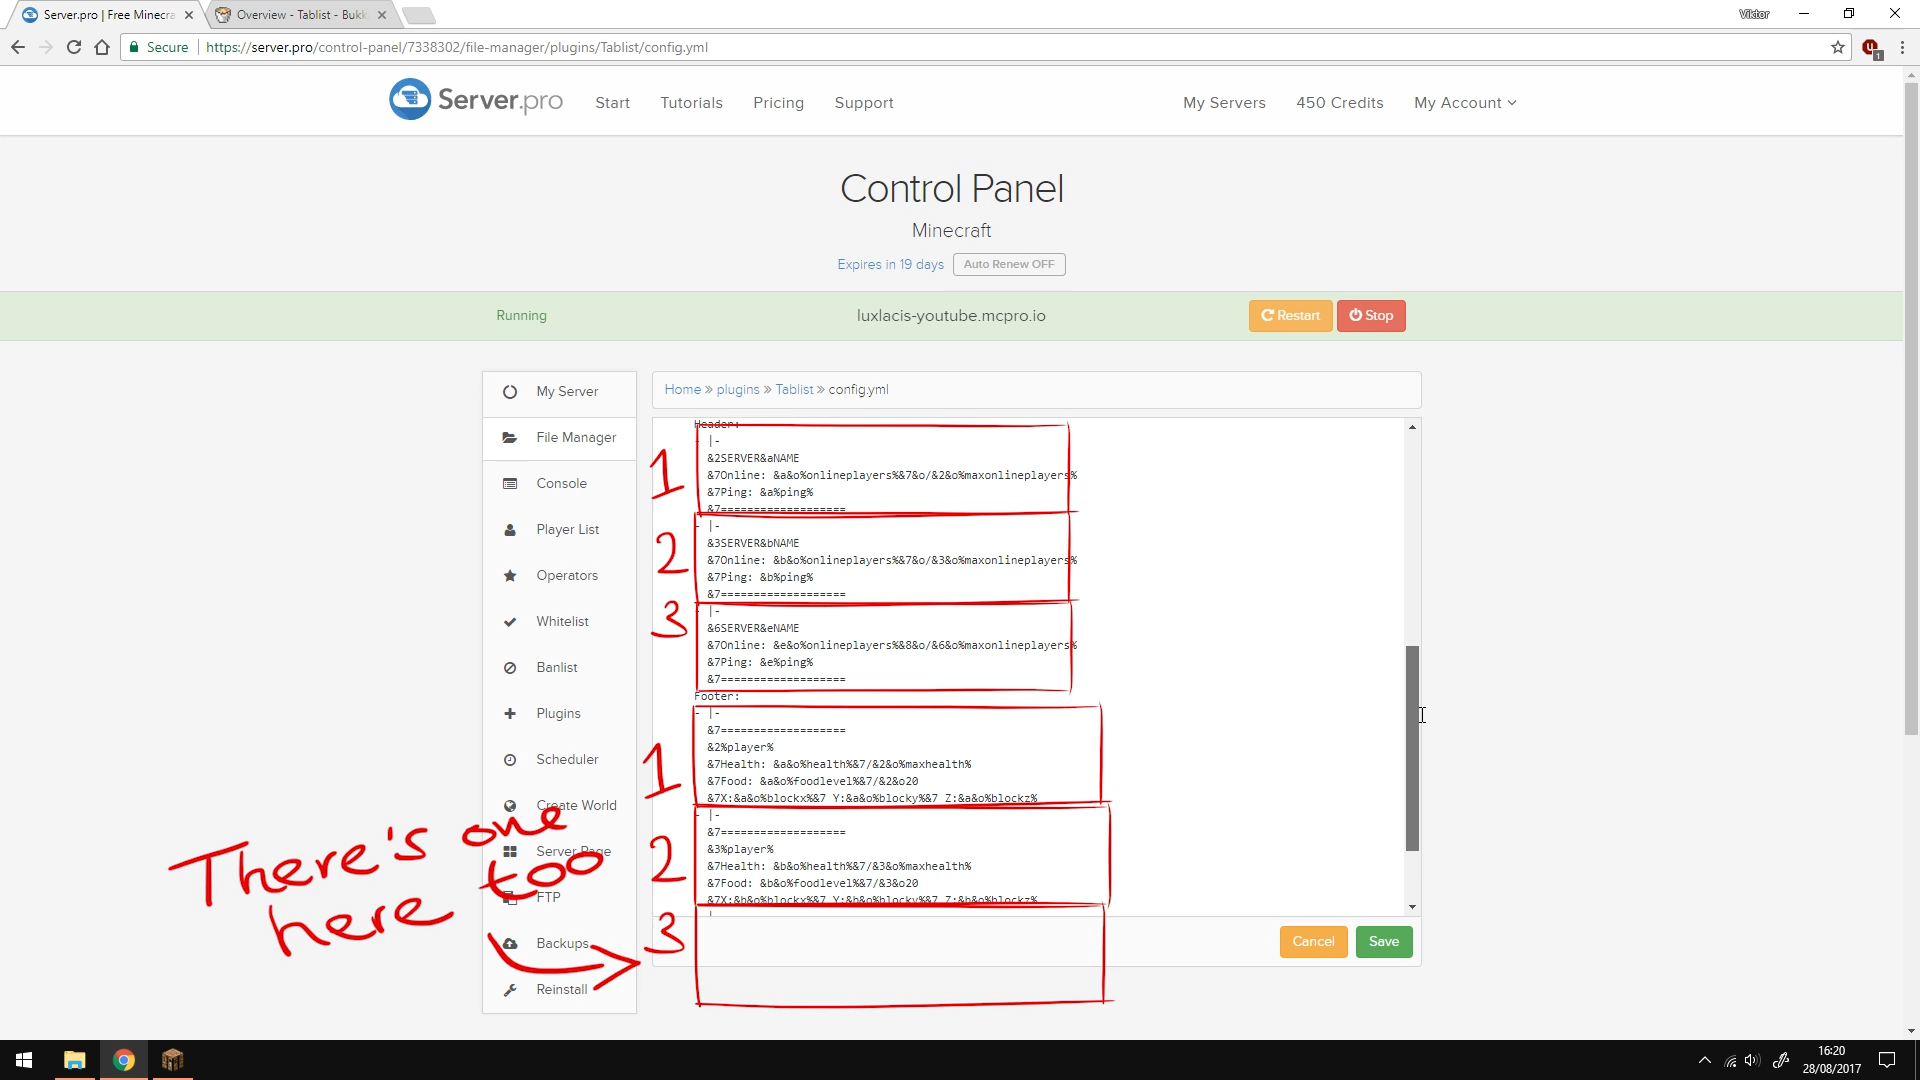 Server.pro | Free Minecra
Overview - Tablist - Bukk
Viktor
Secure https://server.pro/control-panel/7338302/file-manager/plugins/Tablist/config.yml
1
Server.pro Start Tutorials Pricing Support My Servers 450 Credits My Account
Control Panel
Minecraft
Expires in 19 days Auto Renew OFF
Running luxlacis-youtube.mcpro.io Restart Stop
My Server
File Manager
Console
Player List
Operators
Whitelist
Banlist
Plugins
Scheduler
Create World
Server Page
FTP
Backups
Reinstall
Home » plugins » Tablist » config.yml
Header:
1
- |-
&2SERVER&aNAME
&7Online: &a&o%onlineplayers%&7&o/&2&o%maxonlineplayers%
&7Ping: &a%ping%
&7===================
2
- |-
&3SERVER&bNAME
&7Online: &b&o%onlineplayers%&7&o/&3&o%maxonlineplayers%
&7Ping: &b%ping%
&7===================
3
- |-
&6SERVER&eNAME
&7Online: &e&o%onlineplayers%&8&o/&6&o%maxonlineplayers%
&7Ping: &e%ping%
&7===================
Footer:
1
- |-
&7===================
&2%player%
&7Health: &a&o%health%&7/&2&o%maxhealth%
&7Food: &a&o%foodlevel%&7/&2&o20
&7X:&a&o%blockx%&7 Y:&a&o%blocky%&7 Z:&a&o%blockz%
2
- |-
&7===================
&3%player%
&7Health: &b&o%health%&7/&3&o%maxhealth%
&7Food: &b&o%foodlevel%&7/&3&o20
&7X:&b&o%blockx%&7 Y:&b&o%blocky%&7 Z:&b&o%blockz%
3
There's one
too
here
Cancel Save
16:20
28/08/2017